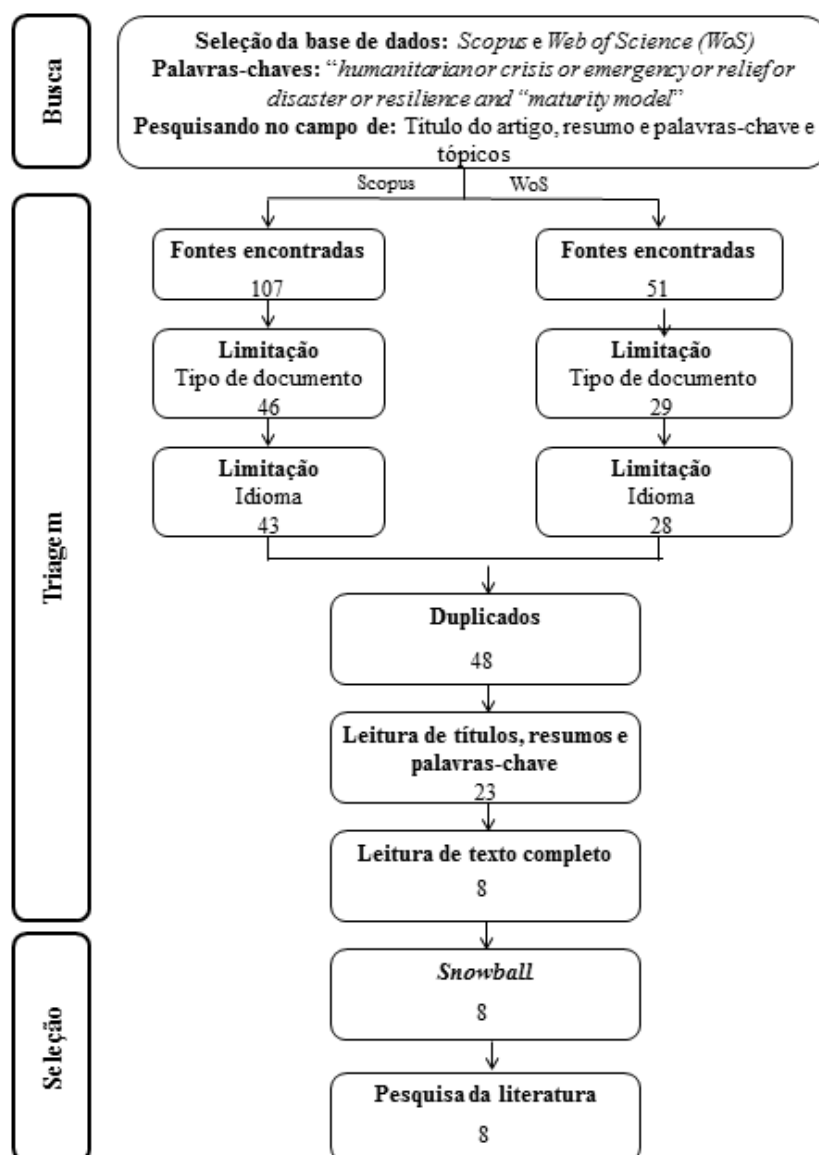 Busca
Seleção da base de dados: Scopus e Web of Science (WoS)
Palavras-chaves: “humanitarian or crisis or emergency or relief or
disaster or resilience and “maturity model”
Pesquisando no campo de: Título do artigo, resumo e palavras-chave e
tópicos
Scopus
WoS
Triagem
Fontes encontradas
107
Fontes encontradas
51
Limitação
Tipo de documento
46
Limitação
Tipo de documento
29
Limitação
Idioma
43
Limitação
Idioma
28
Duplicados
48
Leitura de títulos, resumos e
palavras-chave
23
Leitura de texto completo
8
Seleção
Snowball
8
Pesquisa da literatura
8